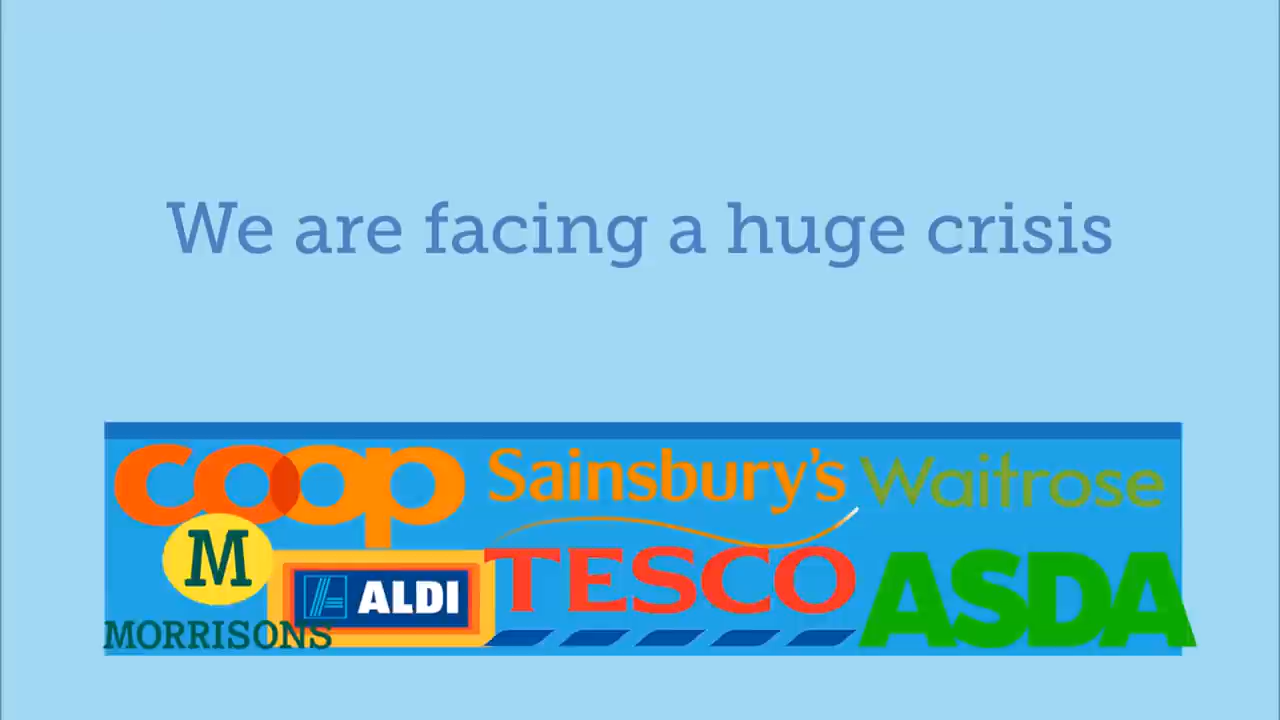 We are facing a huge crisis
coop Sainsbury's Waitrose
M
MORRISONS
ALDI
TESCO
ASDA